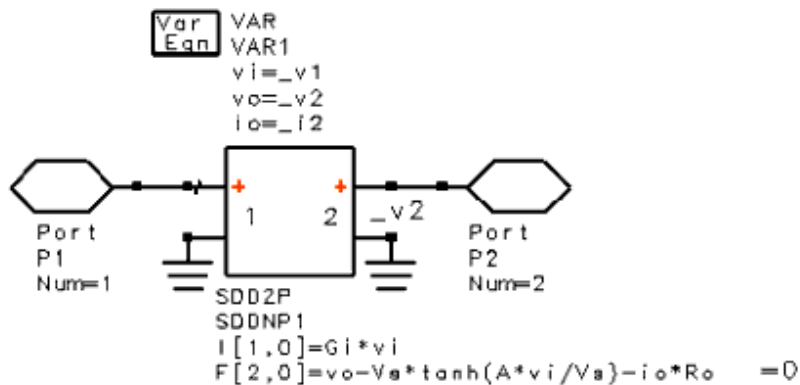 Var Eqn
VAR
VAR1
vi=_v1
vo=_v2
io=_i2
+ +
1 2 _v2
Port
P1
Num=1
Port
P2
Num=2
SDD2P
SDDNP1
I[1,0]=Gi*vi
F[2,0]=vo-Vs*tanh(A*vi/Vs)-io*Ro =0